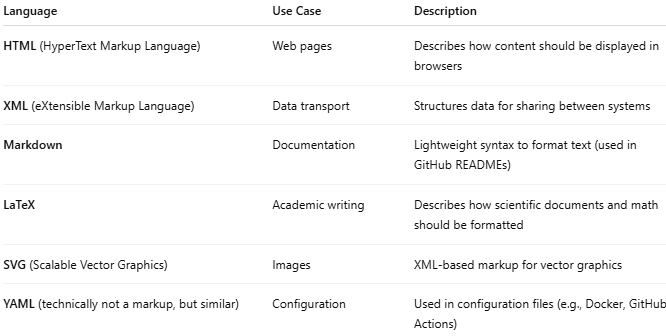 Language Use Case Description
HTML (HyperText Markup Language) Web pages Describes how content should be displayed in
browsers
XML (eXtensible Markup Language) Data transport Structures data for sharing between systems
Markdown Documentation Lightweight syntax to format text (used in
GitHub READMEs)
LaTeX Academic writing Describes how scientific documents and math
should be formatted
SVG (Scalable Vector Graphics) Images XML-based markup for vector graphics
YAML (technically not a markup, but similar) Configuration Used in configuration files (e.g., Docker, GitHub
Actions)